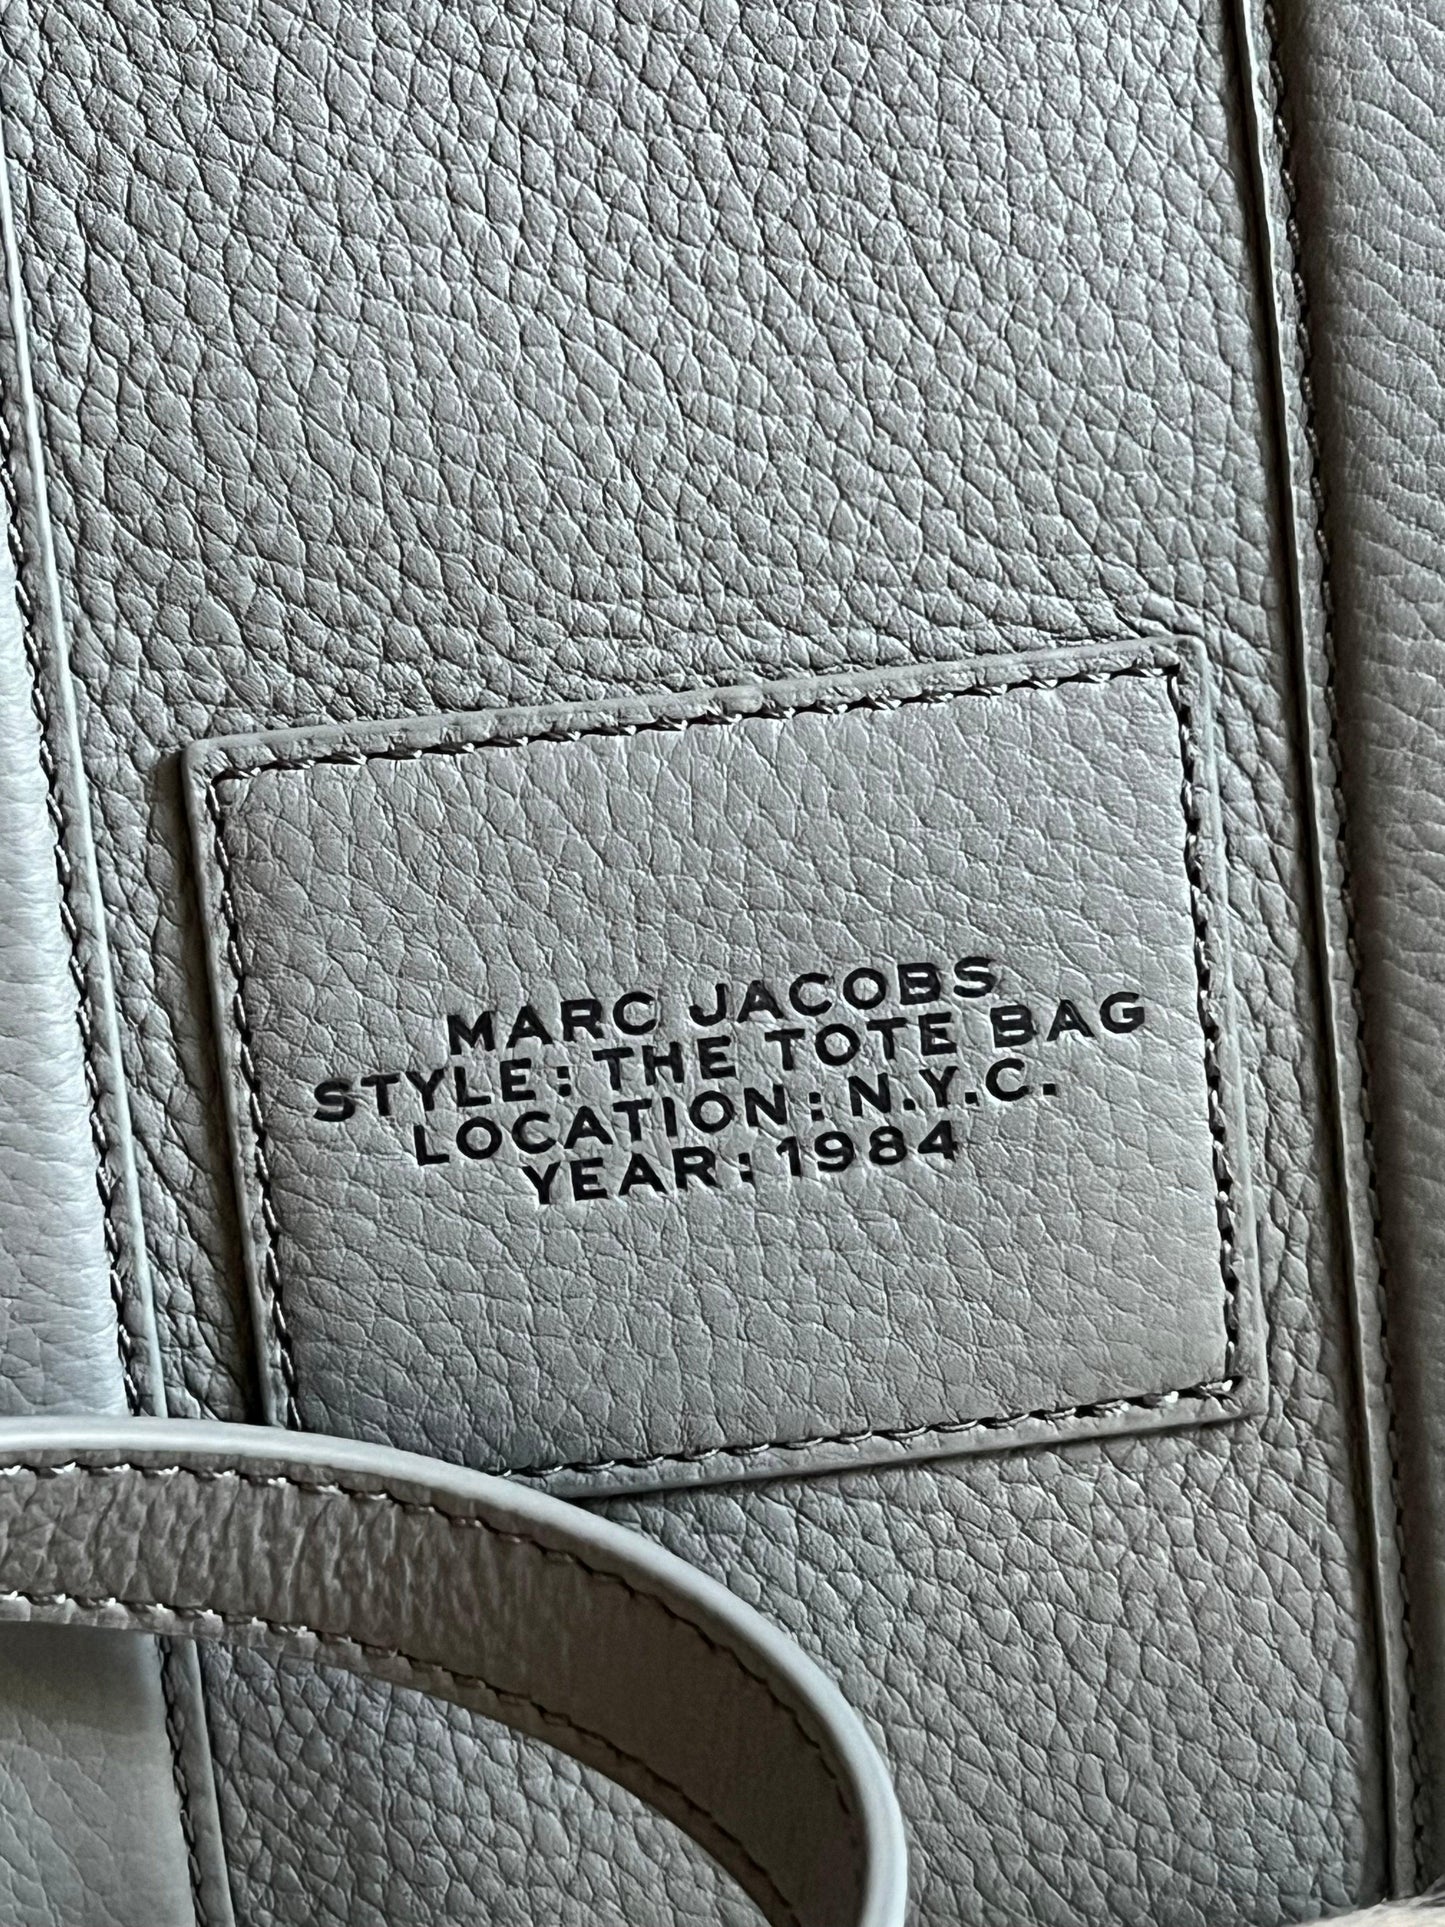 MARC JACOBS
STYLE: THE TOTE BAG
LOCATION: N.Y.C.
YEAR: 1984